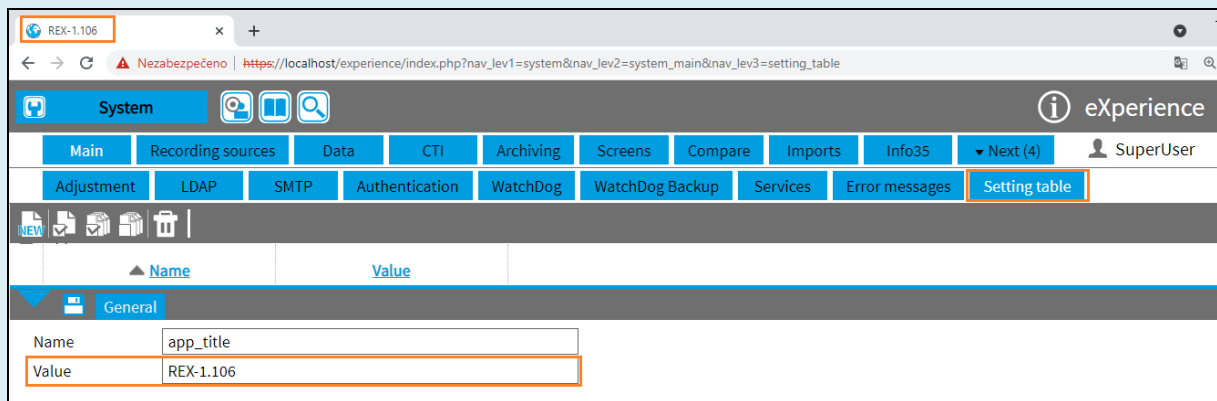 REX-1.106
Nezabezpečeno | https://localhost/experience/index.php?nav_lev1=system&nav_lev2=system_main&nav_lev3=setting_table
System
eXperience
Main Recording sources Data CTI Archiving Screens Compare Imports Info35 Next (4) SuperUser
Adjustment LDAP SMTP Authentication WatchDog WatchDog Backup Services Error messages Setting table
NEW
Name Value
General
Name app_title
Value REX-1.106